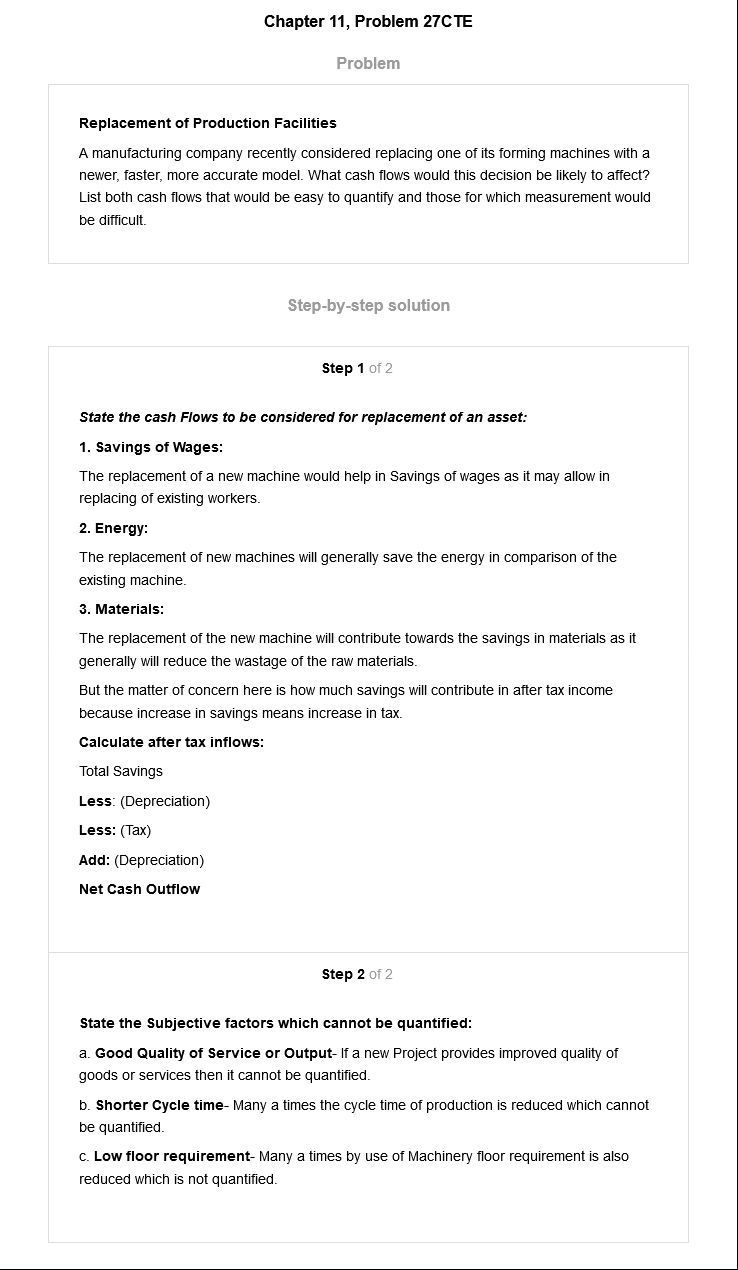 Chapter 11, Problem 27CTE
Problem
Replacement of Production Facilities
A manufacturing company recently considered replacing one of its forming machines with a
newer, faster, more accurate model. What cash flows would this decision be likely to affect?
List both cash flows that would be easy to quantify and those for which measurement would
be difficult.
Step-by-step solution
Step 1 of 2
State the cash Flows to be considered for replacement of an asset:
1. Savings of Wages:
The replacement of a new machine would help in Savings of wages as it may allow in
replacing of existing workers.
2. Energy:
The replacement of new machines will generally save the energy in comparison of the
existing machine.
3. Materials:
The replacement of the new machine will contribute towards the savings in materials as it
generally will reduce the wastage of the raw materials.
But the matter of concern here is how much savings will contribute in after tax income
because increase in savings means increase in tax.
Calculate after tax inflows:
Total Savings
Less: (Depreciation)
Less: (Tax)
Add: (Depreciation)
Net Cash Outflow
Step 2 of 2
State the Subjective factors which cannot be quantified:
a. Good Quality of Service or Output- If a new Project provides improved quality of
goods or services then it cannot be quantified.
b. Shorter Cycle time- Many a times the cycle time of production is reduced which cannot
be quantified.
c. Low floor requirement- Many a times by use of Machinery floor requirement is also
reduced which is not quantified.